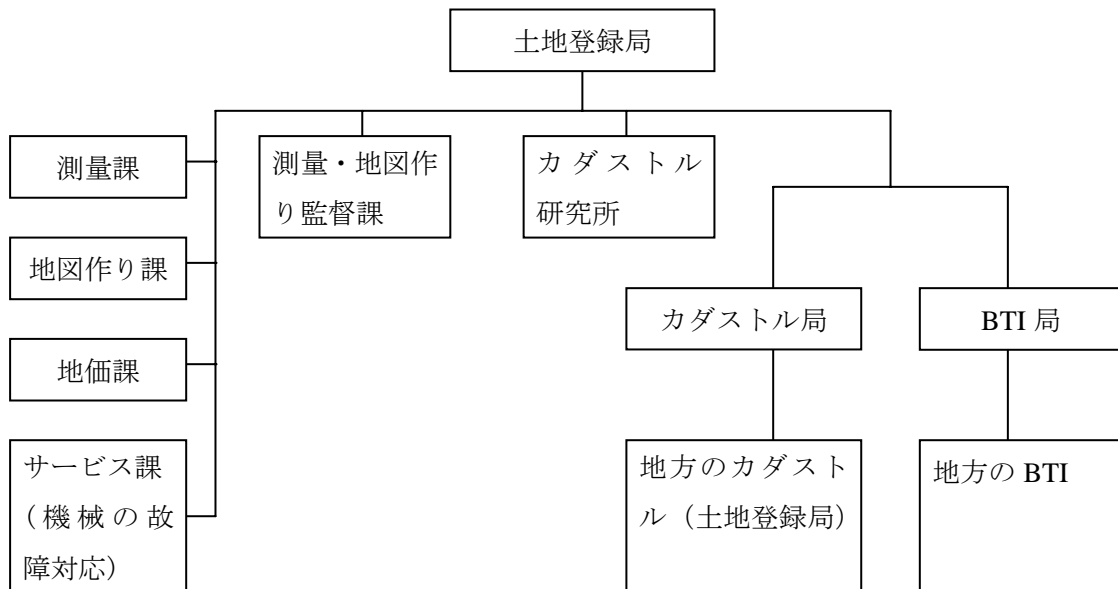 土地登録局
測量課
測量・地図作
り監督課
カダストル
研究所
地図作り課
カダストル局
BTI 局
地価課
サービス課
(機械の故
障対応)
地方のカダスト
ル（土地登録局）
地方の BTI